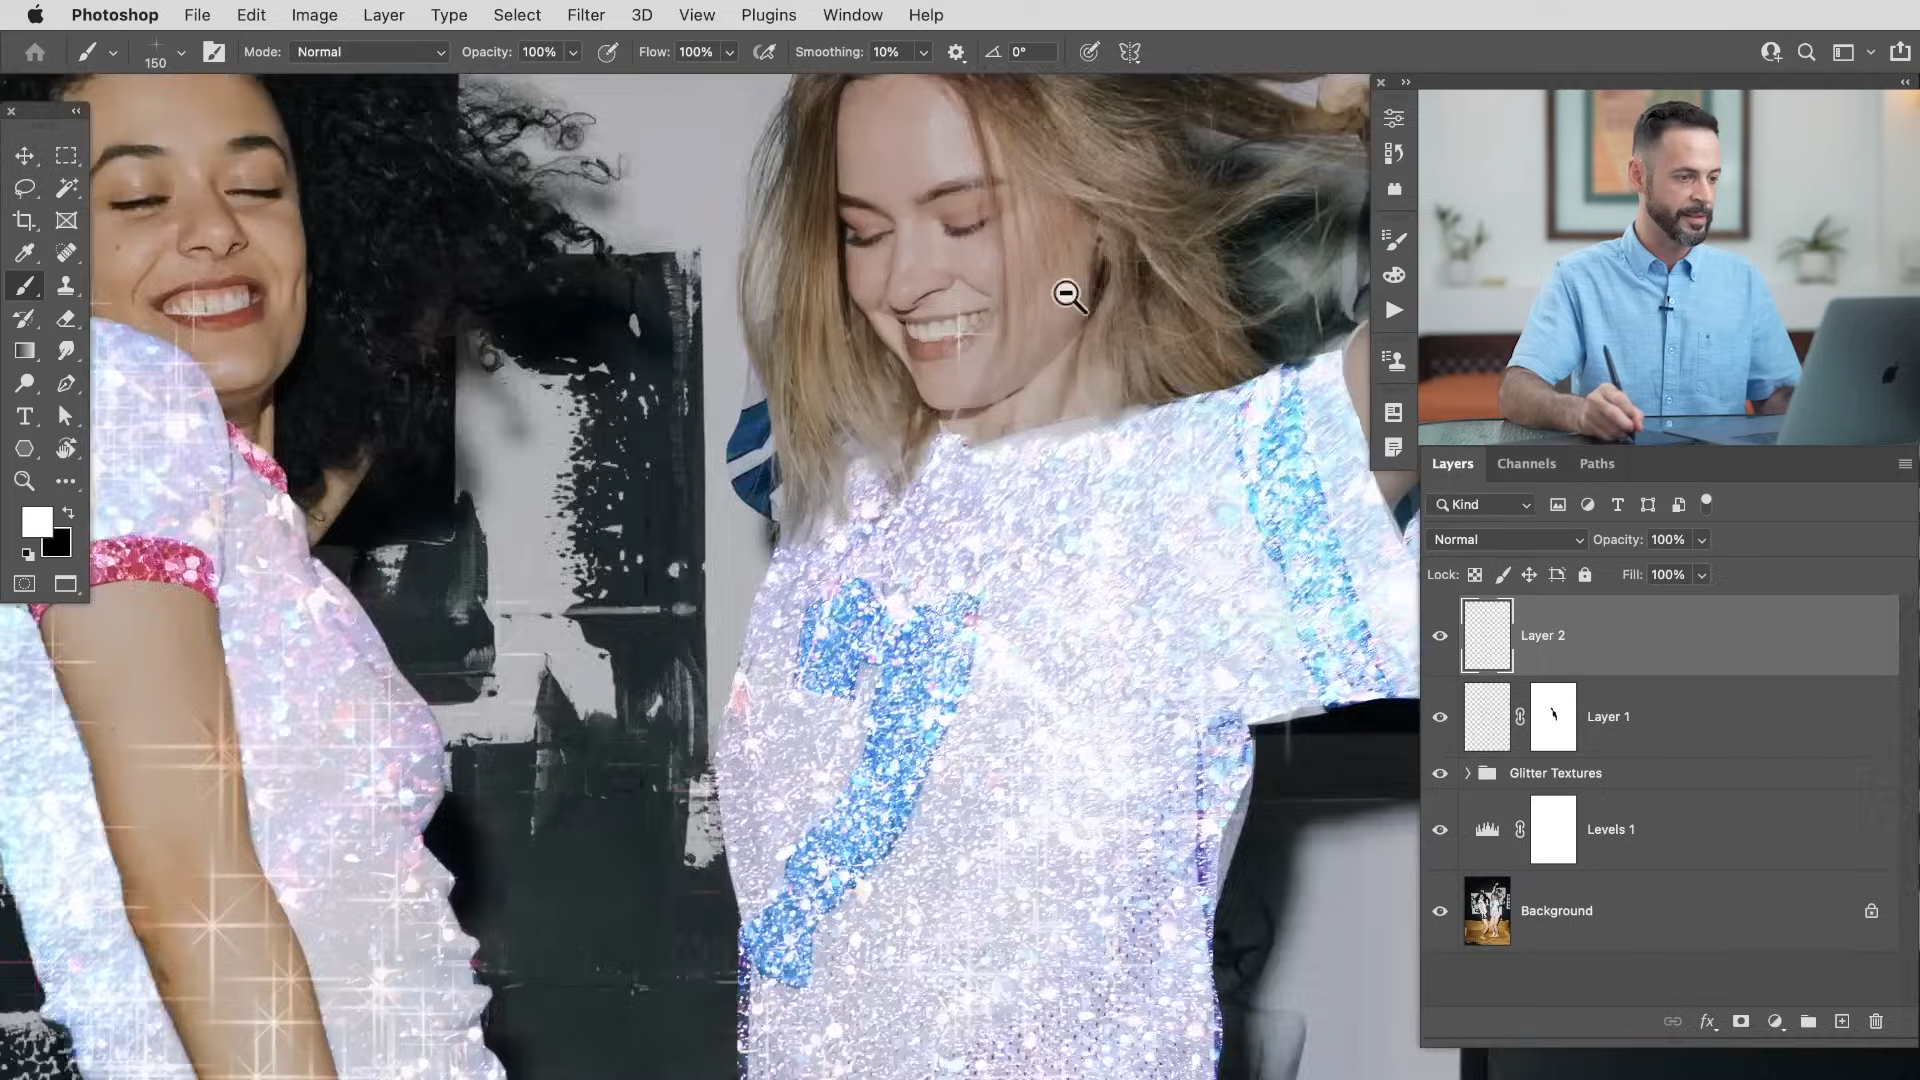 Photoshop File Edit Image Layer Type Select Filter 3D View Plugins Window Help
150 Mode: Normal Opacity: 100% Flow: 100% Smoothing: 10% 0°
Layers Channels Paths
Kind
Normal Opacity: 100%
Lock: Fill: 100%
Layer 2
Layer 1
Glitter Textures
Levels 1
Background
fx